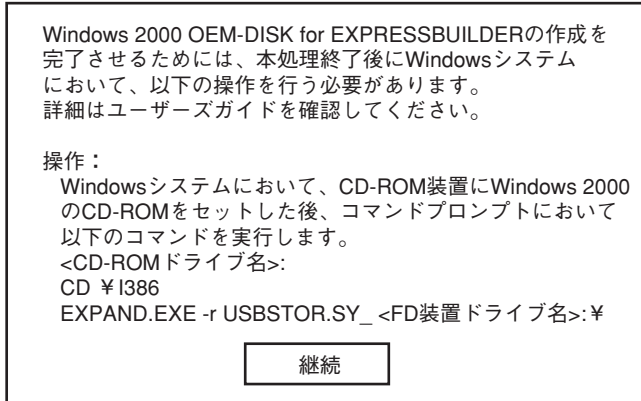 Windows 2000 OEM-DISK for EXPRESSBUILDERの作成を
完了させるためには、本処理終了後にWindowsシステム
において、以下の操作を行う必要があります。
詳細はユーザーズガイドを確認してください。
操作：
Windowsシステムにおいて、CD-ROM装置にWindows 2000
のCD-ROMをセットした後、コマンドプロンプトにおいて
以下のコマンドを実行します。
<CD-ROMドライブ名>:
CD ￥I386
EXPAND.EXE -r USBSTOR.SY_ <FD装置ドライブ名>:￥
継続